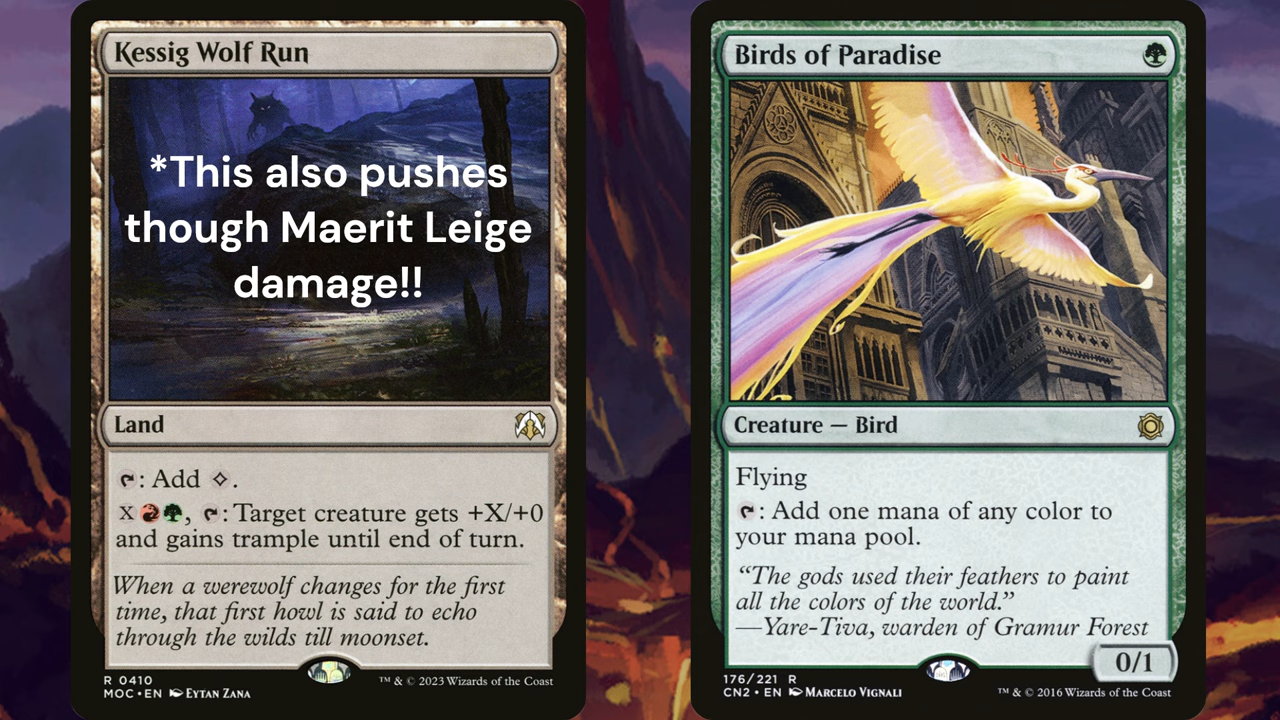 Kessig Wolf Run
*This also pushes
though Maerit Leige
damage!!
Land
: Add .
X , : Target creature gets +X/+0
and gains trample until end of turn.
When a werewolf changes for the first
time, that first howl is said to echo
through the wilds till moonset.
R 0410
MOC • EN Eytan Zana
™ & © 2023 Wizards of the Coast
Birds of Paradise
Creature — Bird
Flying
: Add one mana of any color to
your mana pool.
“The gods used their feathers to paint
all the colors of the world.”
—Yare-Tiva, warden of Gramur Forest
0/1
176/221 R
CN2 • EN Marcelo Vignali
™ & © 2016 Wizards of the Coast